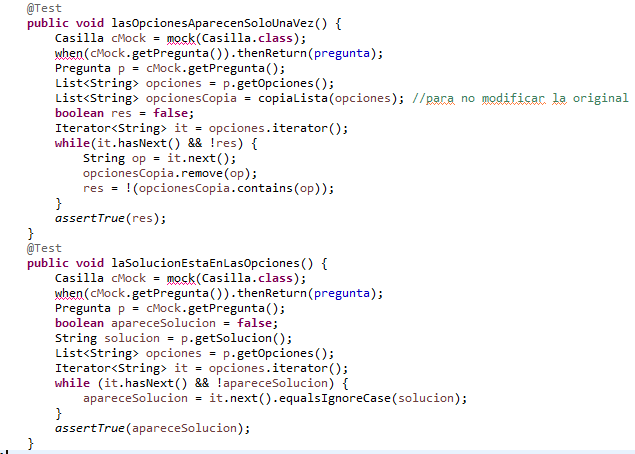 @Test
public void lasOpcionesAparecenSoloUnaVez() {
Casilla cMock = mock(Casilla.class);
when(cMock.getPregunta()).thenReturn(pregunta);
Pregunta p = cMock.getPregunta();
List<String> opciones = p.getOpciones();
List<String> opcionesCopia = copiaLista(opciones); //para no modificar la original
boolean res = false;
Iterator<String> it = opciones.iterator();
while(it.hasNext() && !res) {
String op = it.next();
opcionesCopia.remove(op);
res = !(opcionesCopia.contains(op));
}
assertTrue(res);
}
@Test
public void laSolucionEstaEnLasOpciones() {
Casilla cMock = mock(Casilla.class);
when(cMock.getPregunta()).thenReturn(pregunta);
Pregunta p = cMock.getPregunta();
boolean apareceSolucion = false;
String solucion = p.getSolucion();
List<String> opciones = p.getOpciones();
Iterator<String> it = opciones.iterator();
while (it.hasNext() && !apareceSolucion) {
apareceSolucion = it.next().equalsIgnoreCase(solucion);
}
assertTrue(apareceSolucion);
}